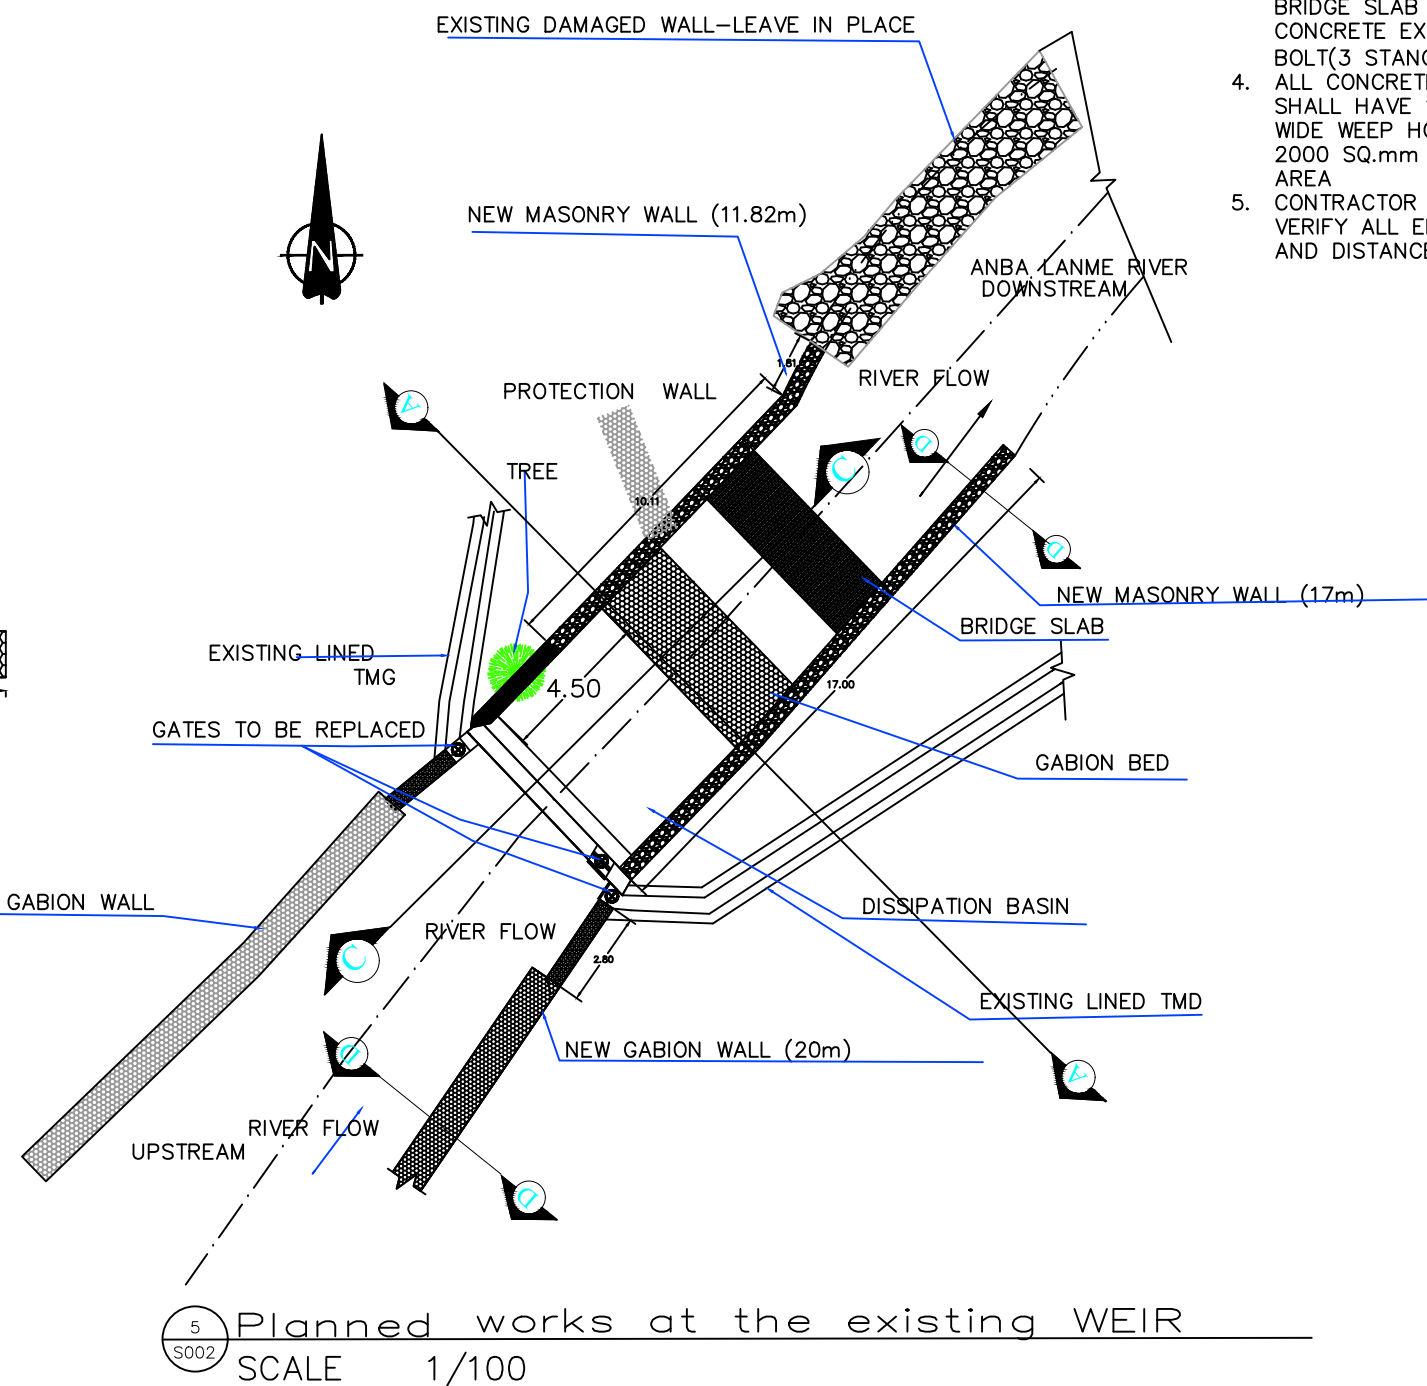 EXISTING DAMAGED WALL-LEAVE IN PLACE
BRIDGE SLAB
CONCRETE EX
BOLT(3 STANC
4. ALL CONCRETE
SHALL HAVE
WIDE WEEP HO
2000 SQ.mm
AREA
5. CONTRACTOR
VERIFY ALL E
AND DISTANCE
N
NEW MASONRY WALL (11.82m)
ANBA LANME RIVER
DOWNSTREAM
1.81
RIVER FLOW
PROTECTION WALL
A
D
C
TREE
10.11
D
NEW MASONRY WALL (17m)
BRIDGE SLAB
EXISTING LINED
TMG
4.50
17.00
GATES TO BE REPLACED
GABION BED
GABION WALL
DISSIPATION BASIN
RIVER FLOW
C
2.80
EXISTING LINED TMD
NEW GABION WALL (20m)
D
A
RIVER FLOW
UPSTREAM
D
5
S002
Planned works at the existing WEIR
SCALE 1/100